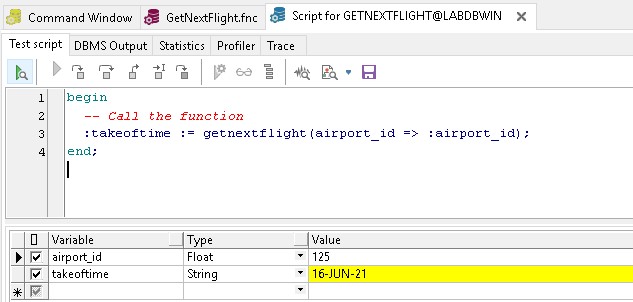 Command Window GetNextFlight.fnc Script for GETNEXTFLIGHT@LABDBWIN
Test script DBMS Output Statistics Profiler Trace
1 begin
2 -- Call the function
3 :takeoftime := getnextflight(airport_id => :airport_id);
4 end;
Variable Type Value
airport_id Float 125
takeoftime String 16-JUN-21